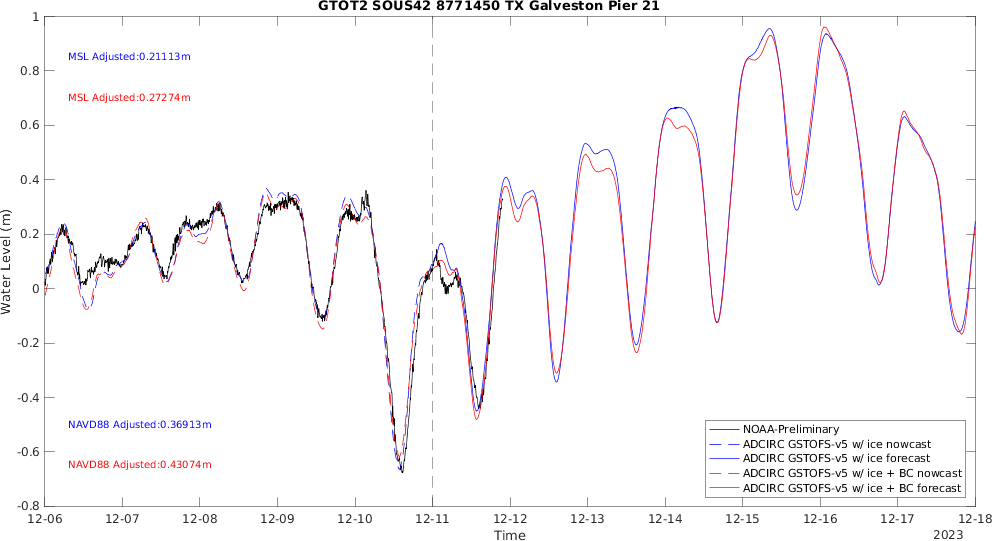 GTOT2 SOUS42 8771450 TX Galveston Pier 21
1
0.8
0.6
0.4
0.2
0
-0.2
-0.4
-0.6
-0.8
Water Level (m)
MSL Adjusted:0.21113m
MSL Adjusted:0.27274m
NAVD88 Adjusted:0.36913m
NAVD88 Adjusted:0.43074m
NOAA-Preliminary
ADCIRC GSTOFS-v5 w/ ice nowcast
ADCIRC GSTOFS-v5 w/ ice forecast
ADCIRC GSTOFS-v5 w/ ice + BC nowcast
ADCIRC GSTOFS-v5 w/ ice + BC forecast
12-06 12-07 12-08 12-09 12-10 12-11 12-12 12-13 12-14 12-15 12-16 12-17 12-18
Time
2023